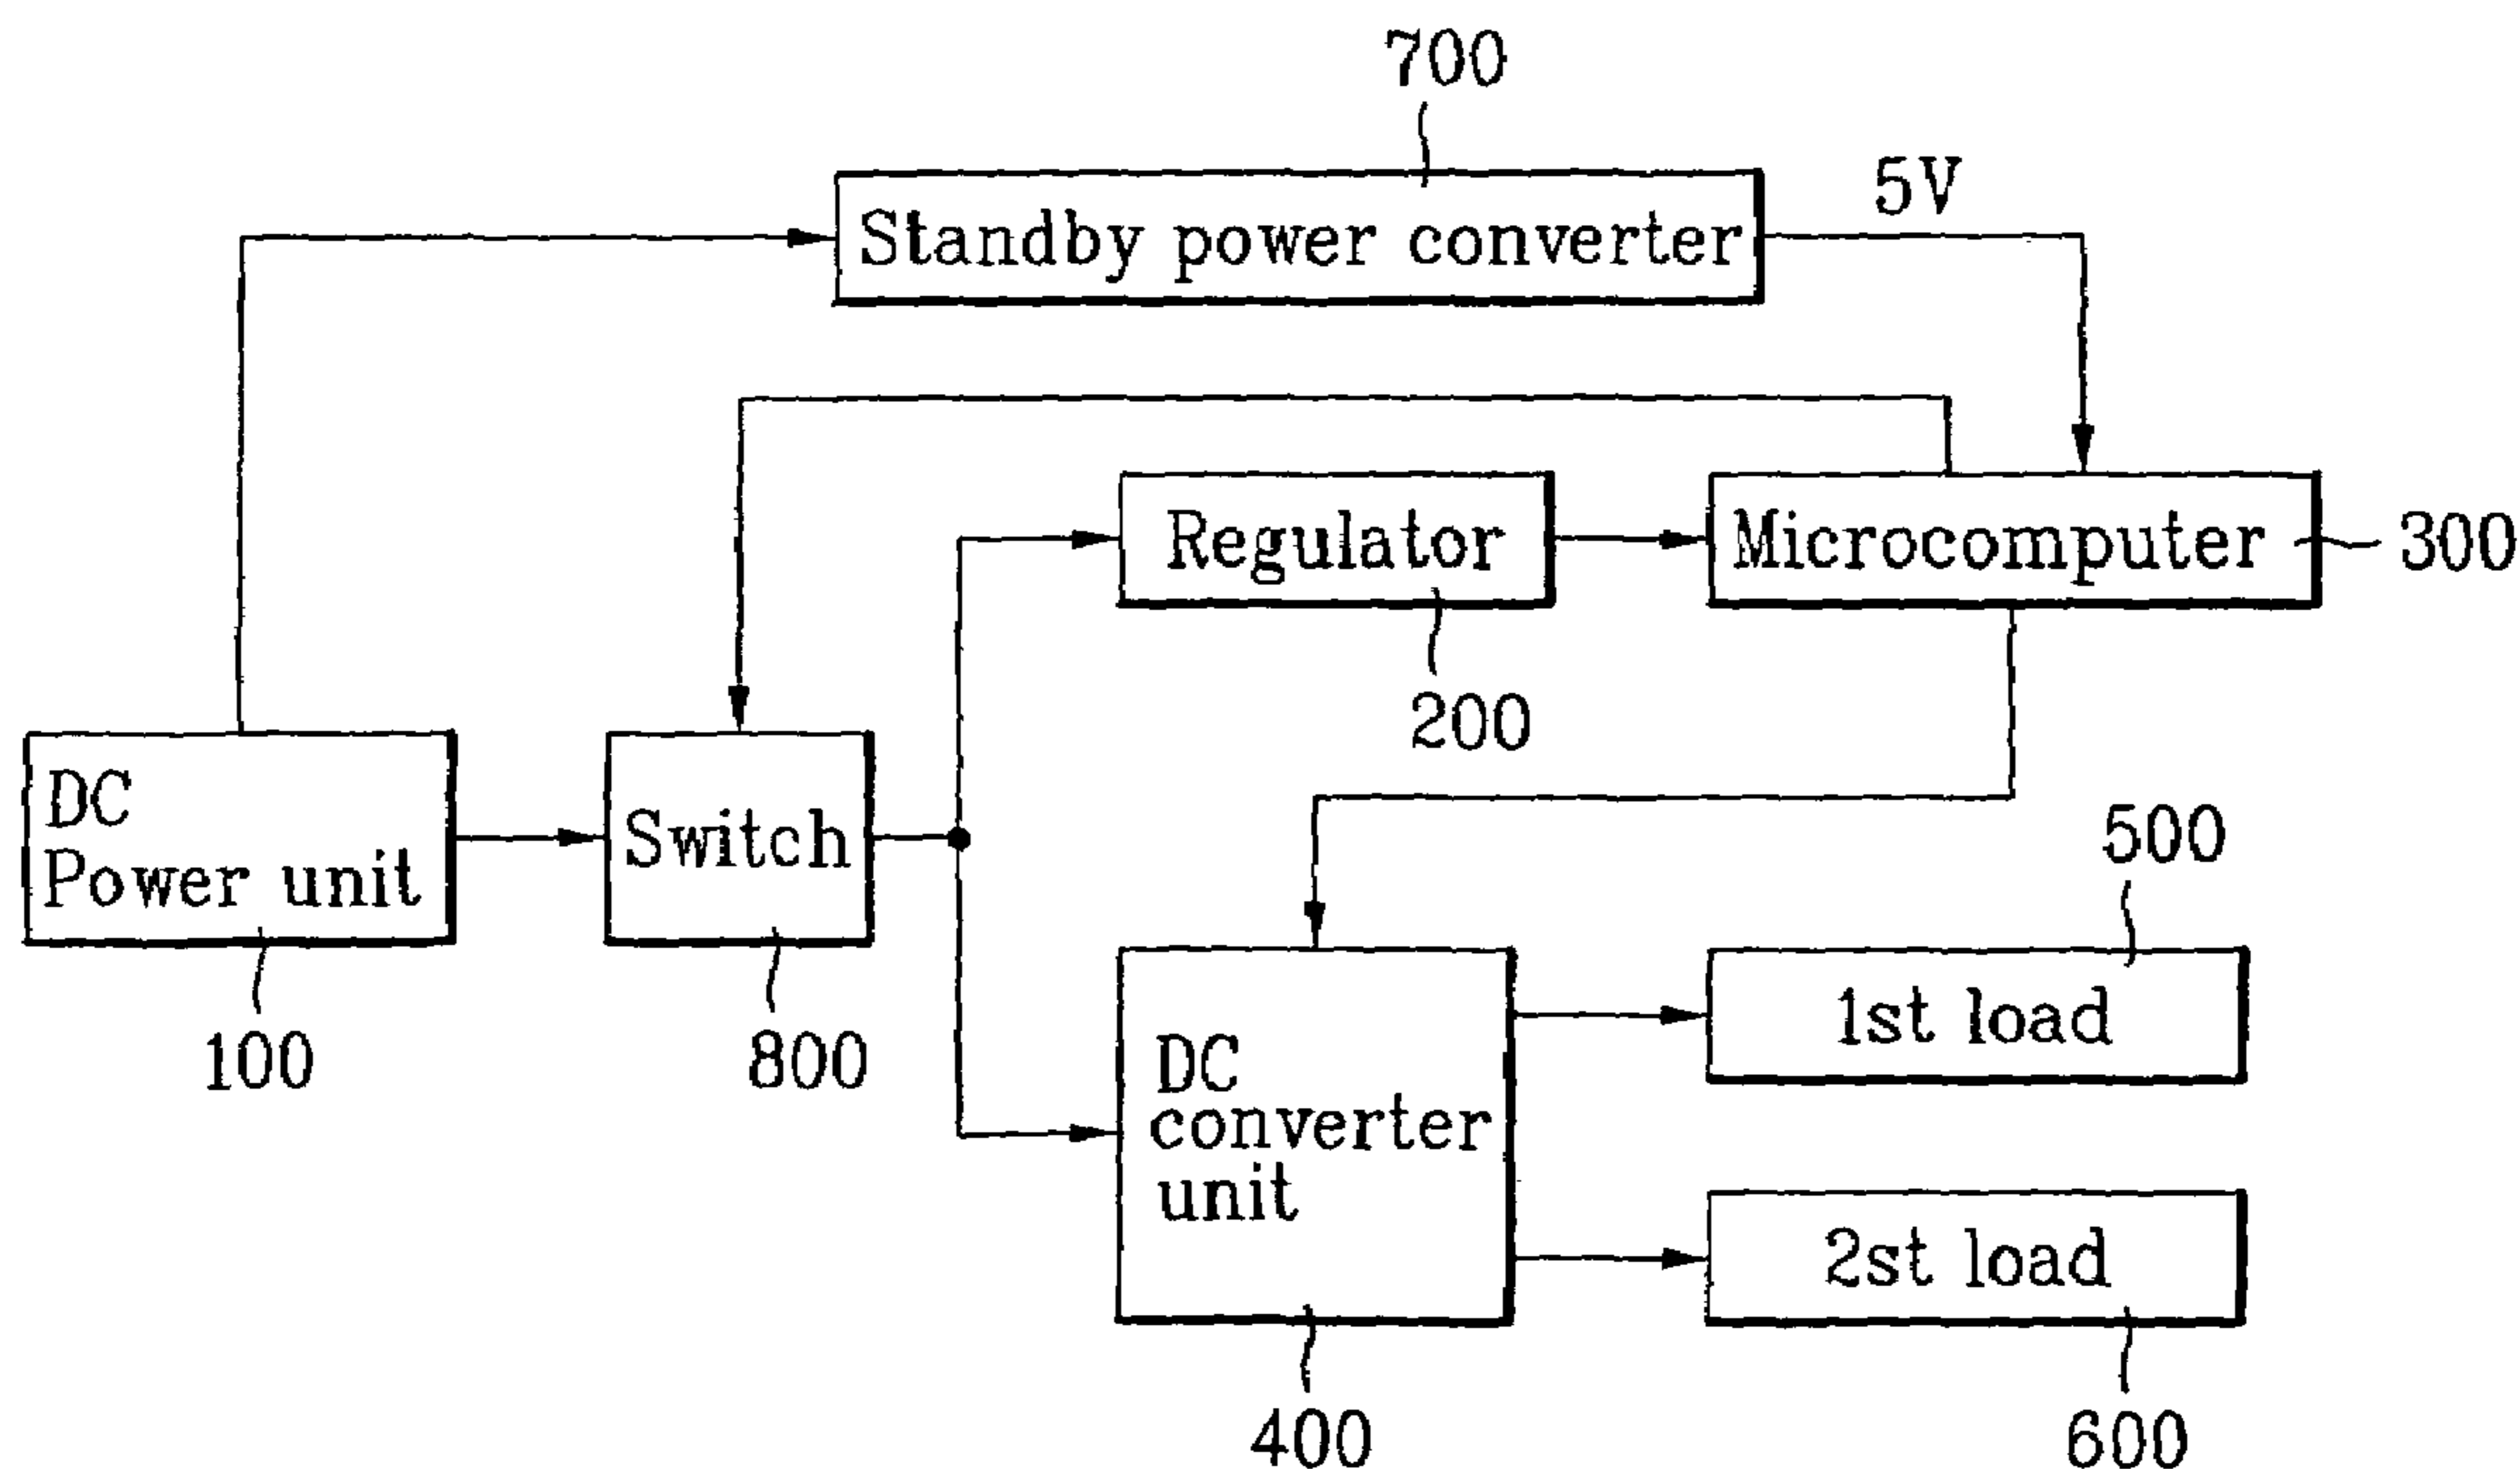 700
Standby power converter
5V
Regulator
Microcomputer
300
200
DC
Power unit
Switch
100
800
500
1st load
DC
converter
unit
2st load
400
600